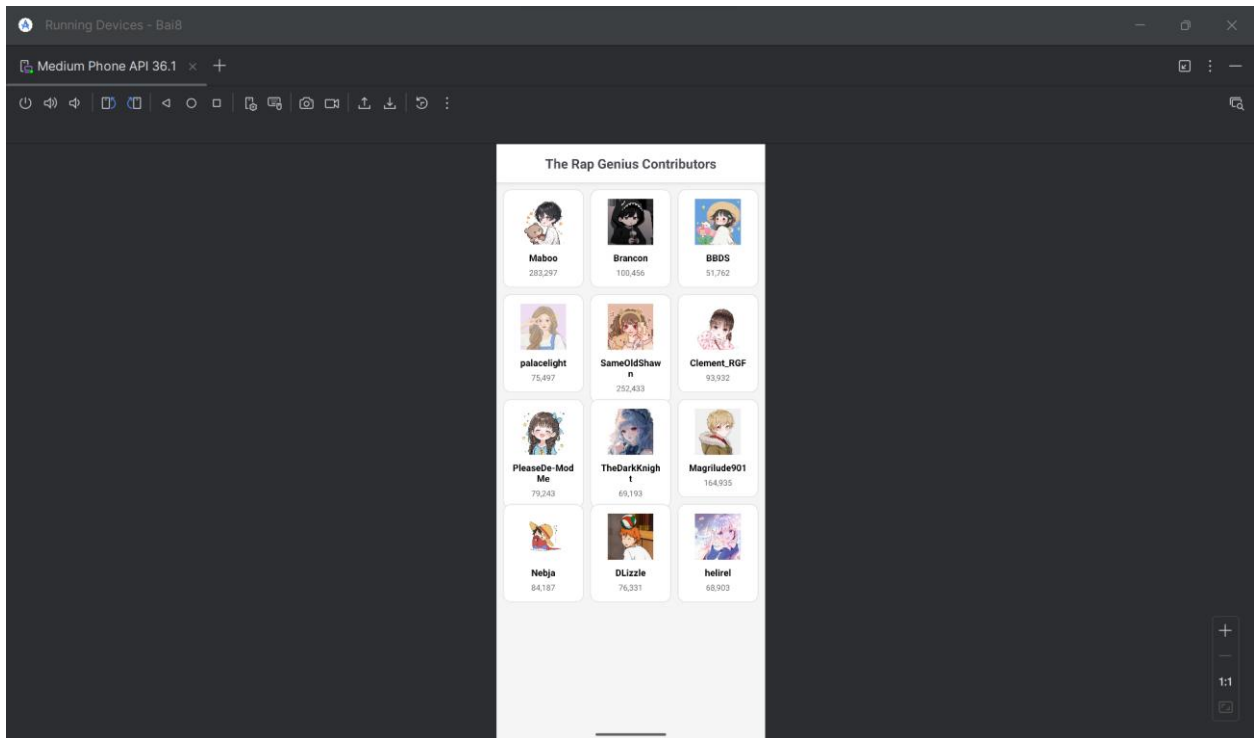 Running Devices - Bai8
Medium Phone API 36.1
The Rap Genius Contributors
Maboo
283,297
Brancon
100,456
BBDS
51,762
palacelight
75,497
SameOldShaw
n
252,433
Clement_RGF
93,932
PleaseDe-Mod
Me
79,243
TheDarkKnigh
t
69,193
Magrilude901
164,935
Nebja
84,187
DLizzle
76,331
helirel
68,903
1:1